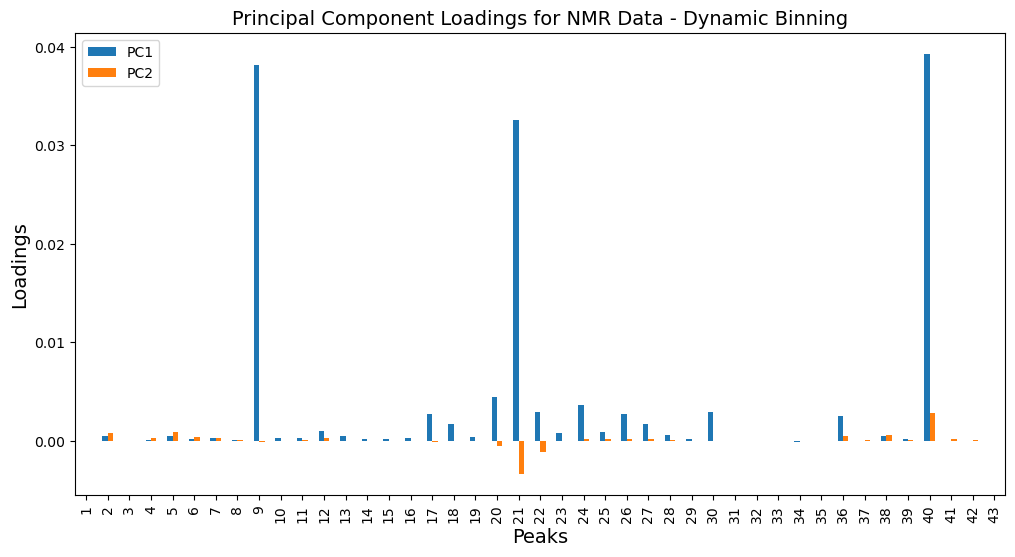 Principal Component Loadings for NMR Data - Dynamic Binning
PC1
PC2
0.04
0.03
0.02
0.01
0.00
Loadings
1 2 3 4 5 6 7 8 9 10 11 12 13 14 15 16 17 18 19 20 21 22 23 24 25 26 27 28 29 30 31 32 33 34 35 36 37 38 39 40 41 42 43
Peaks